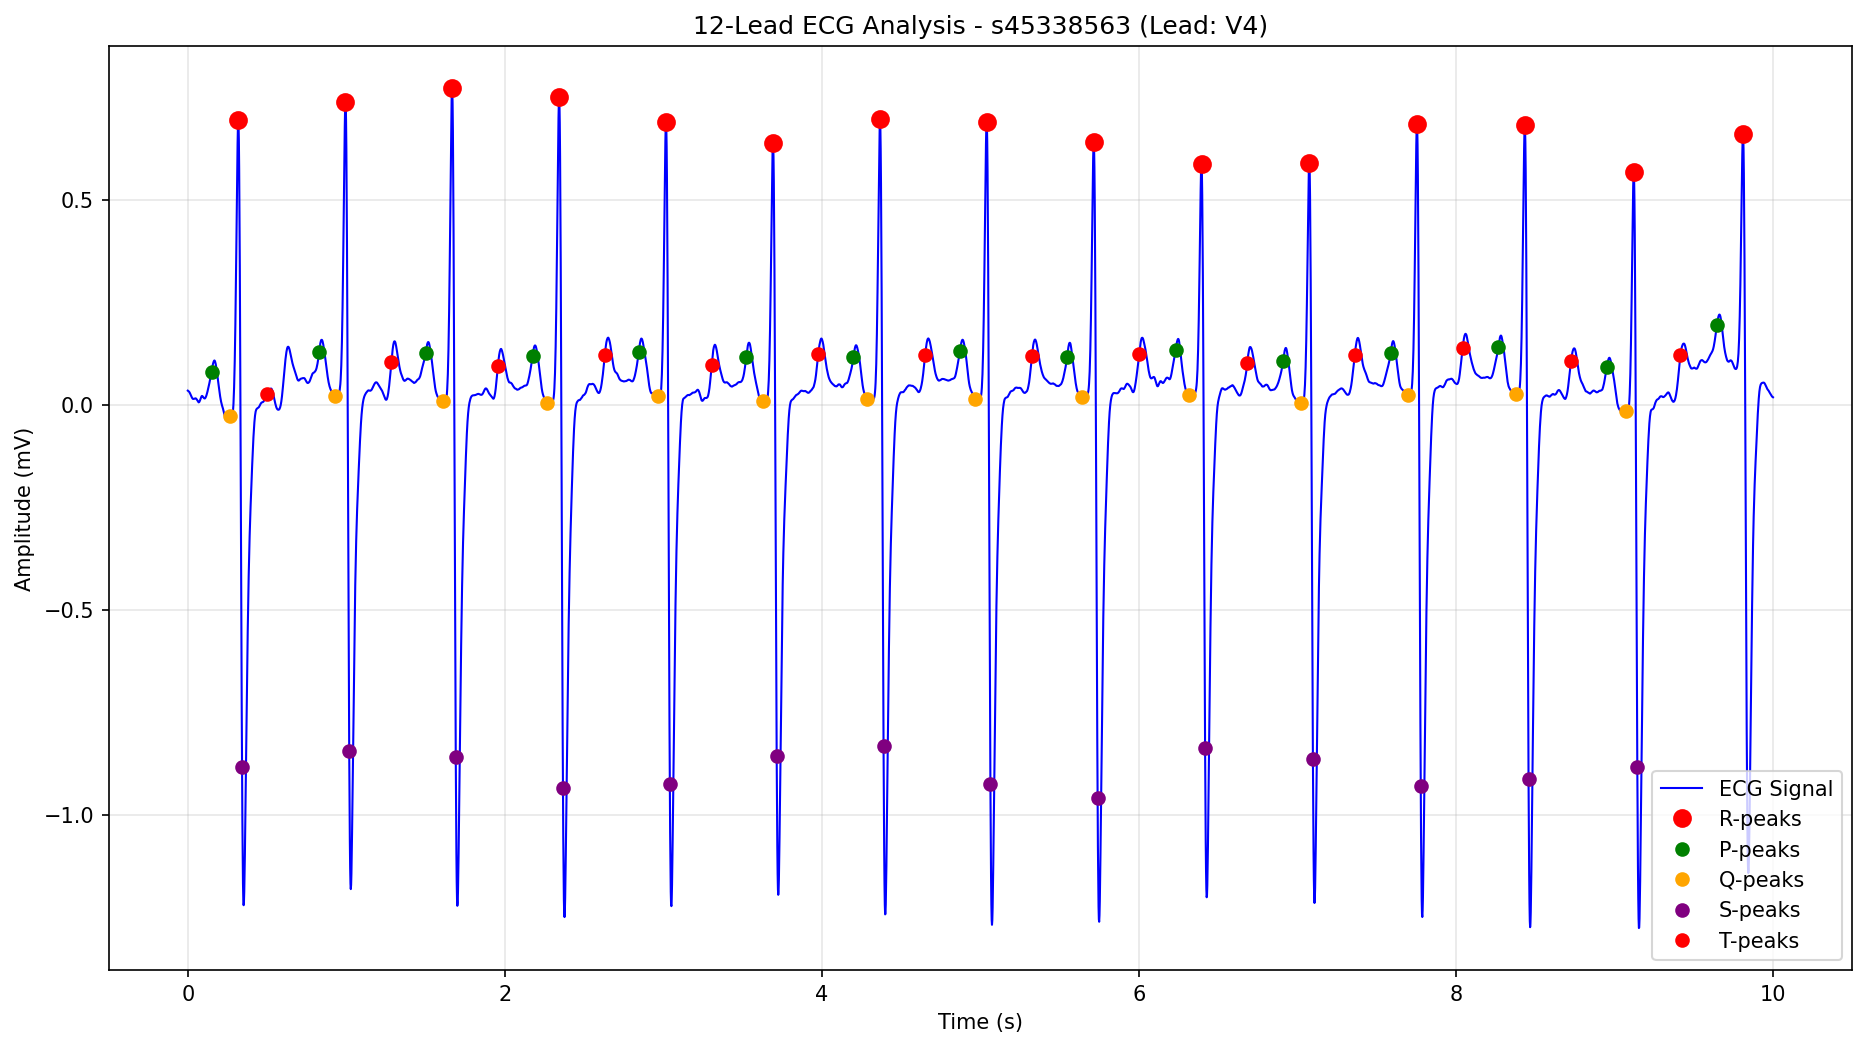 12-Lead ECG Analysis - s45338563 (Lead: V4)
Amplitude (mV)
0.5
0.0
−0.5
−1.0
0
2
4
6
8
10
Time (s)
ECG Signal
R-peaks
P-peaks
Q-peaks
S-peaks
T-peaks